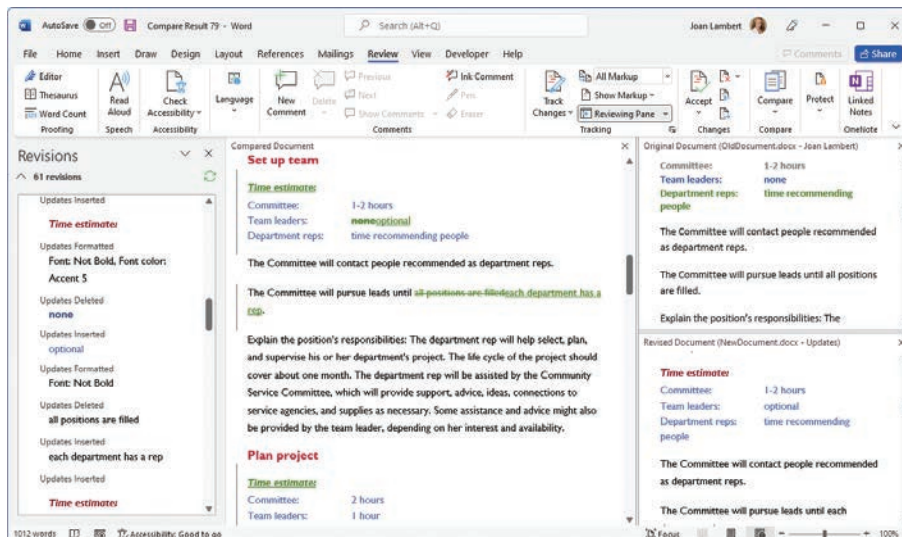 AutoSave Off Compare Result 79 - Word Search (Alt+Q) Joan Lambert
File Home Insert Draw Design Layout References Mailings Review View Developer Help Comments Share
Editor
Thesaurus
Word Count
Proofing
Read
Aloud
Speech
Check
Accessibility
Accessibility
Language
New
Comment
Delete
Previous
Next
Show Comments
Ink Comment
Pen
Eraser
Comments
Track
Changes
All Markup
Show Markup
Reviewing Pane
Tracking
Accept
Changes
Compare
Compare
Protect
Linked
Notes
OneNote
Revisions
61 revisions
Updates Inserted
Time estimate:
Updates Formatted
Font: Not Bold, Font color:
Accent 5
Updates Deleted
none
Updates Inserted
optional
Updates Formatted
Font: Not Bold
Updates Deleted
all positions are filled
Updates Inserted
each department has a rep
Updates Inserted
Time estimate:
Compared Document
Set up team
Time estimate:
Committee: 1-2 hours
Team leaders: noneoptional
Department reps: time recommending people
The Committee will contact people recommended as department reps.
The Committee will pursue leads until all positions are filledeach department has a
rep.
Explain the position's responsibilities: The department rep will help select, plan,
and supervise his or her department's project. The life cycle of the project should
cover about one month. The department rep will be assisted by the Community
Service Committee, which will provide support, advice, ideas, connections to
service agencies, and supplies as necessary. Some assistance and advice might also
be provided by the team leader, depending on her interest and availability.
Plan project
Time estimate:
Committee: 2 hours
Team leaders: 1 hour
Original Document (OldDocument.docx - Joan Lambert)
Committee: 1-2 hours
Team leaders: none
Department reps: time recommending
people
The Committee will contact people recommended
as department reps.
The Committee will pursue leads until all positions
are filled.
Explain the position's responsibilities: The
Revised Document (NewDocument.docx - Updates)
Time estimate:
Committee: 1-2 hours
Team leaders: optional
Department reps: time recommending
people
The Committee will contact people recommended
as department reps.
The Committee will pursue leads until each
1012 words Accessibility: Good to go Focus 100%